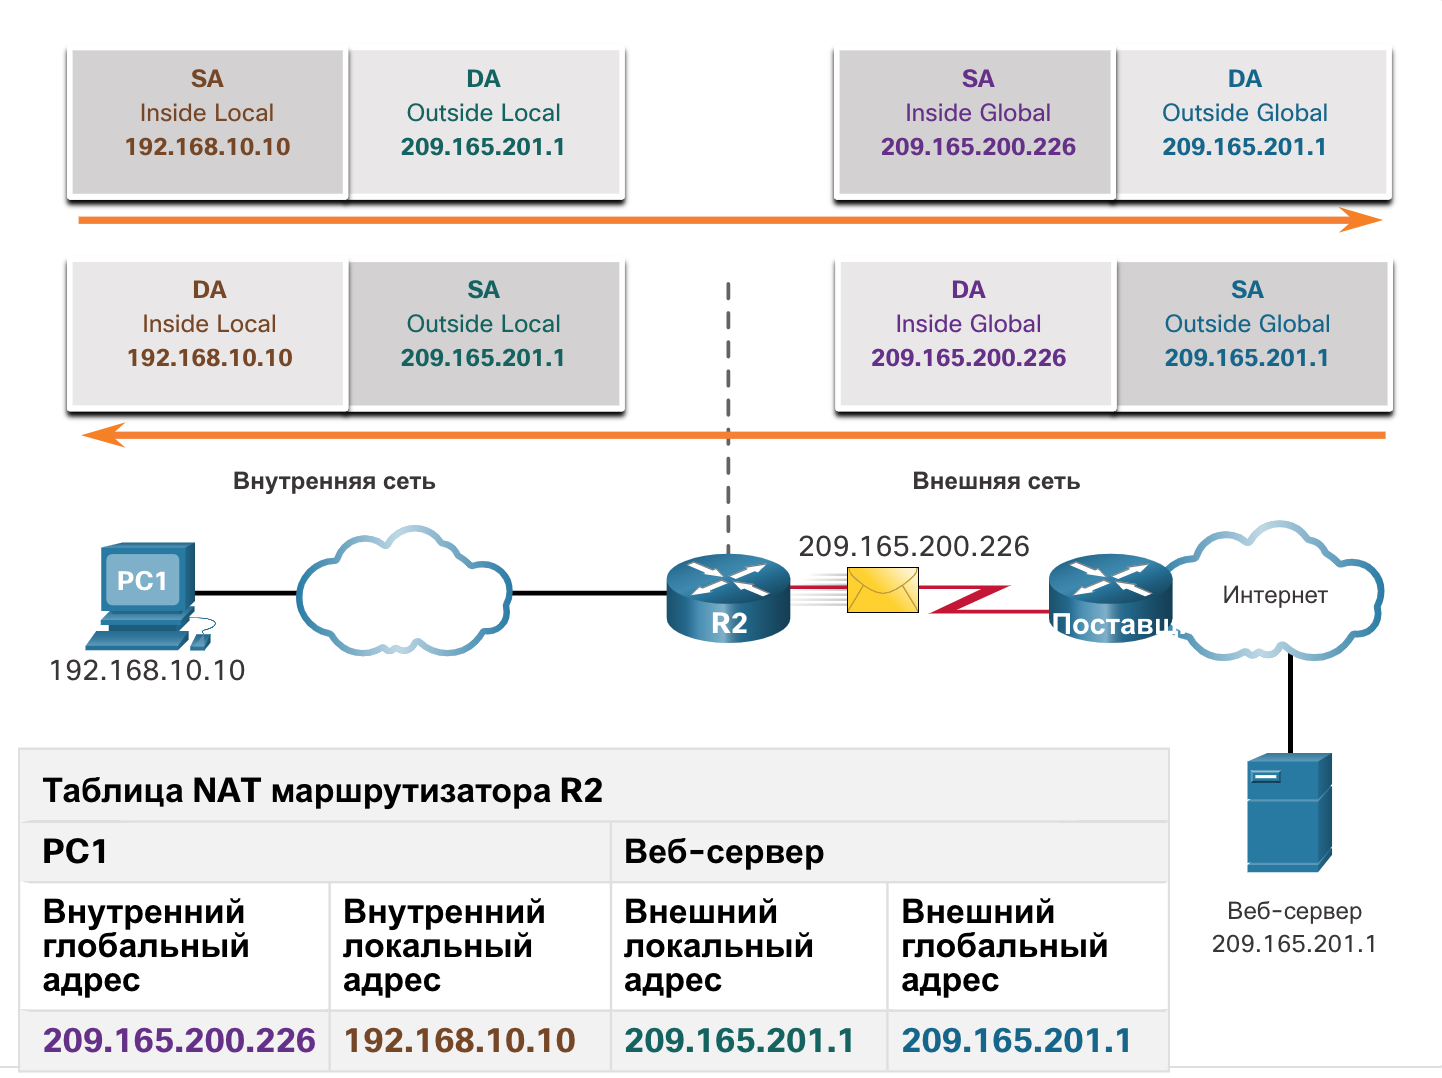 SA
Inside Local
192.168.10.10
DA
Outside Local
209.165.201.1
SA
Inside Global
209.165.200.226
DA
Outside Global
209.165.201.1
DA
Inside Local
192.168.10.10
SA
Outside Local
209.165.201.1
DA
Inside Global
209.165.200.226
SA
Outside Global
209.165.201.1
Внутренняя сеть
Внешняя сеть
PC1
192.168.10.10
R2
209.165.200.226
Поставщ
Интернет
Веб-сервер
209.165.201.1
Таблица NAT маршрутизатора R2
PC1
Веб-сервер
Внутренний
глобальный
адрес
Внутренний
локальный
адрес
Внешний
локальный
адрес
Внешний
глобальный
адрес
209.165.200.226
192.168.10.10
209.165.201.1
209.165.201.1